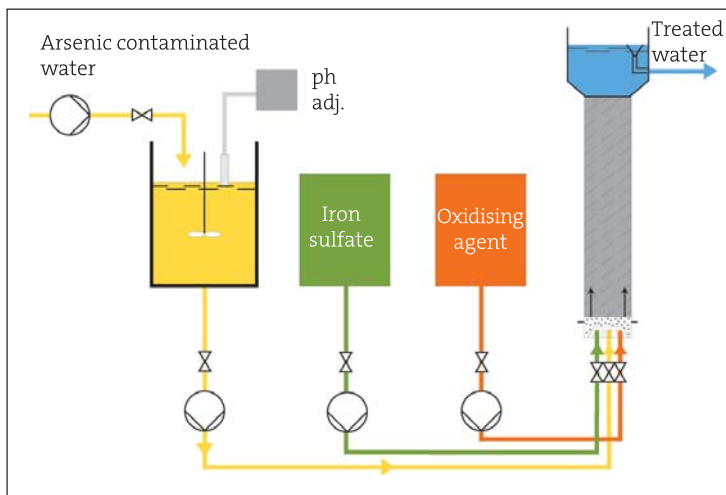 Arsenic contaminated
water
ph
adj.
Iron
sulfate
Oxidising
agent
Treated
water